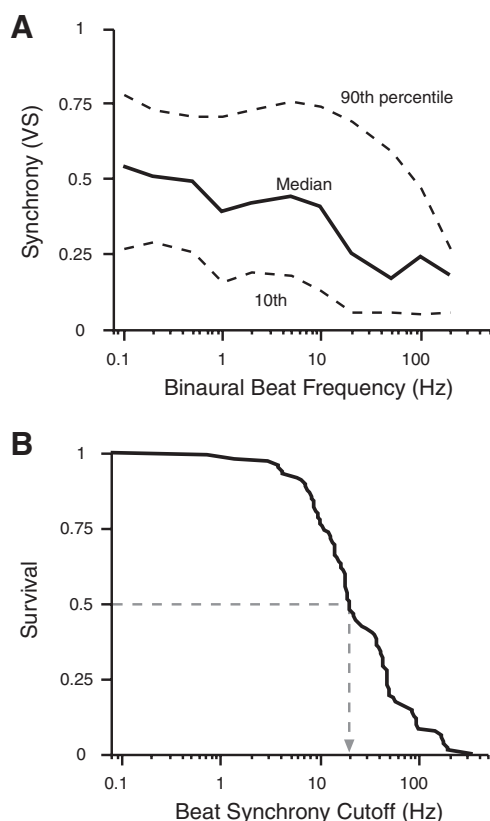 A
1
90th percentile
0.75
Synchrony (VS)
Median
0.5
0.25
10th
0
0.1
1
10
100
Binaural Beat Frequency (Hz)
B
1
0.75
Survival
0.5
0.25
0
0.1
1
10
100
Beat Synchrony Cutoff (Hz)